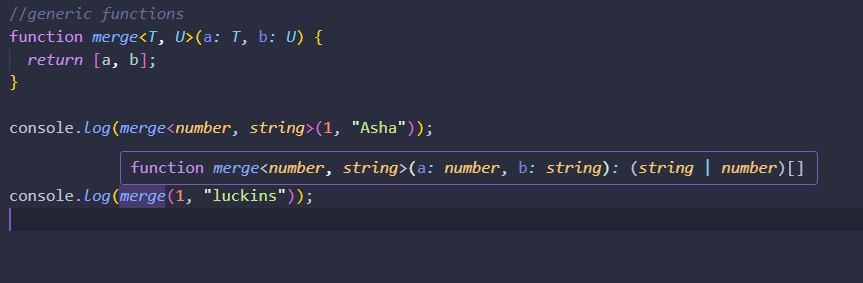 //generic functions
function merge<T, U>(a: T, b: U) {
  return [a, b];
}
console.log(merge<number, string>(1, "Asha"));
function merge<number, string>(a: number, b: string): (string | number)[]
console.log(merge(1, "luckins"));